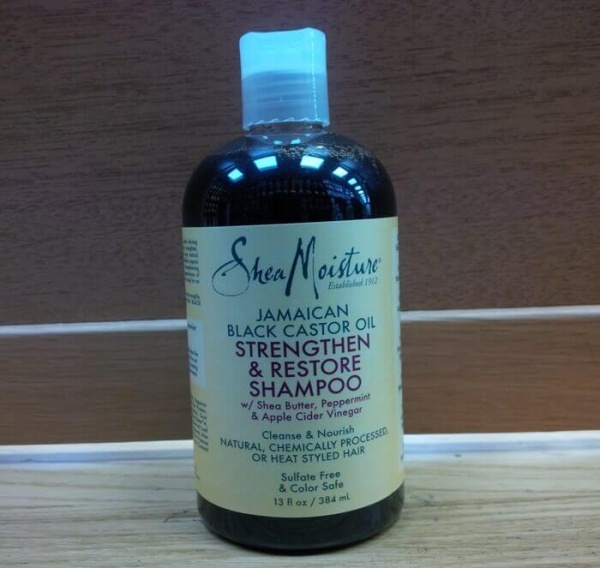 SheaMoisture®
Established 1912
JAMAICAN
BLACK CASTOR OIL
STRENGTHEN
& RESTORE
SHAMPOO
w/ Shea Butter, Peppermint
& Apple Cider Vinegar
Cleanse & Nourish
NATURAL, CHEMICALLY PROCESSED,
OR HEAT STYLED HAIR
Sulfate Free
& Color Safe
13 fl oz / 384 mL